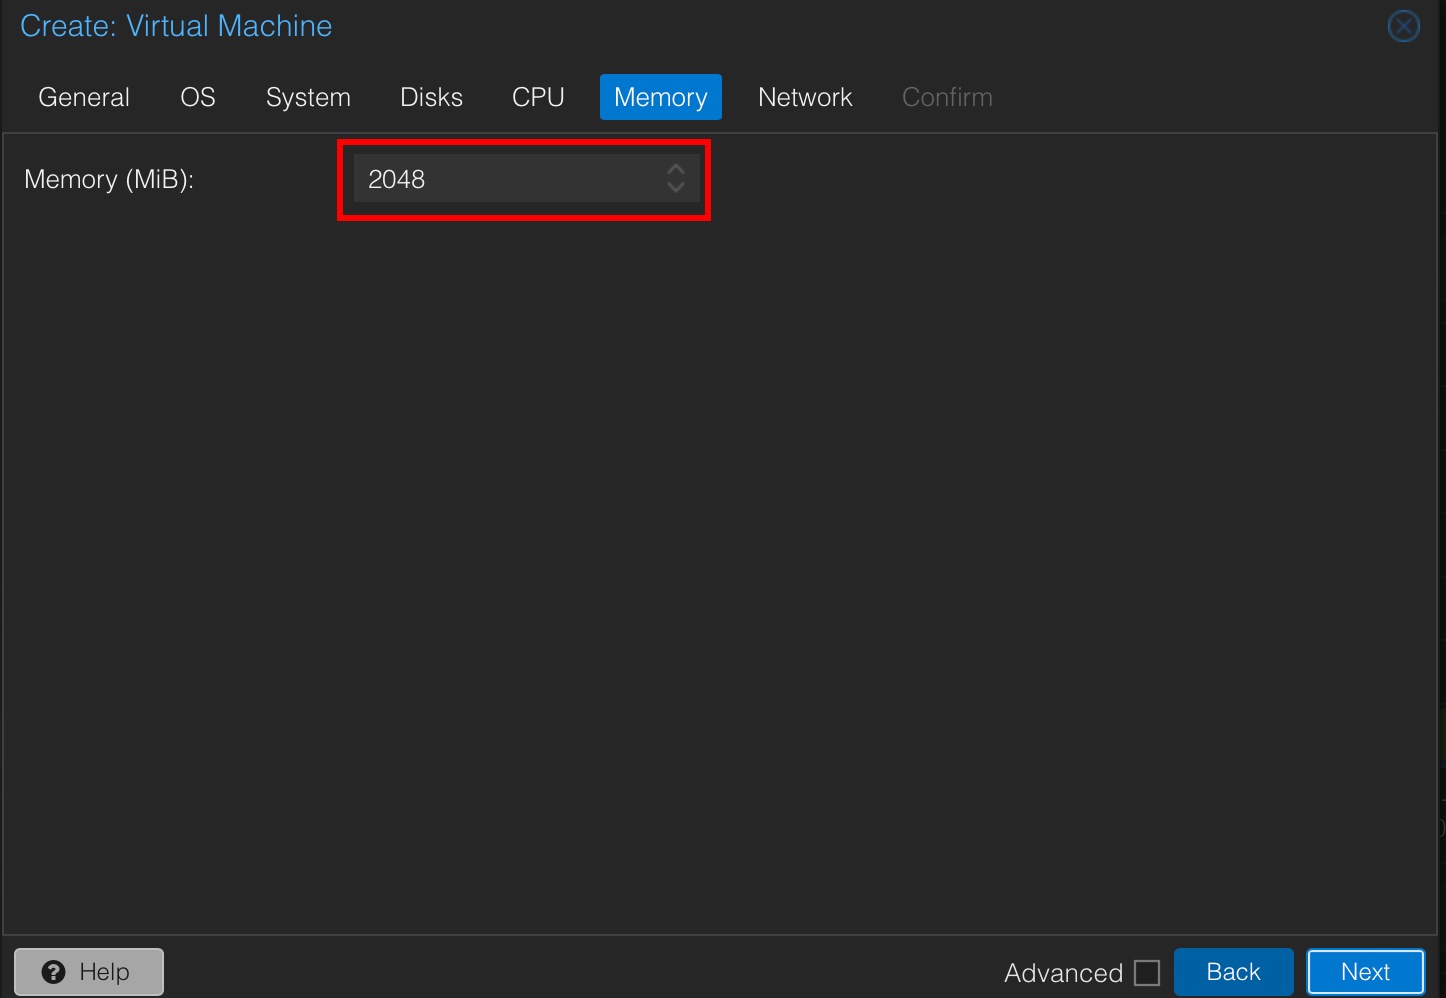 Create: Virtual Machine
General OS System Disks CPU Memory Network Confirm
Memory (MiB): 2048
Help Advanced Back Next